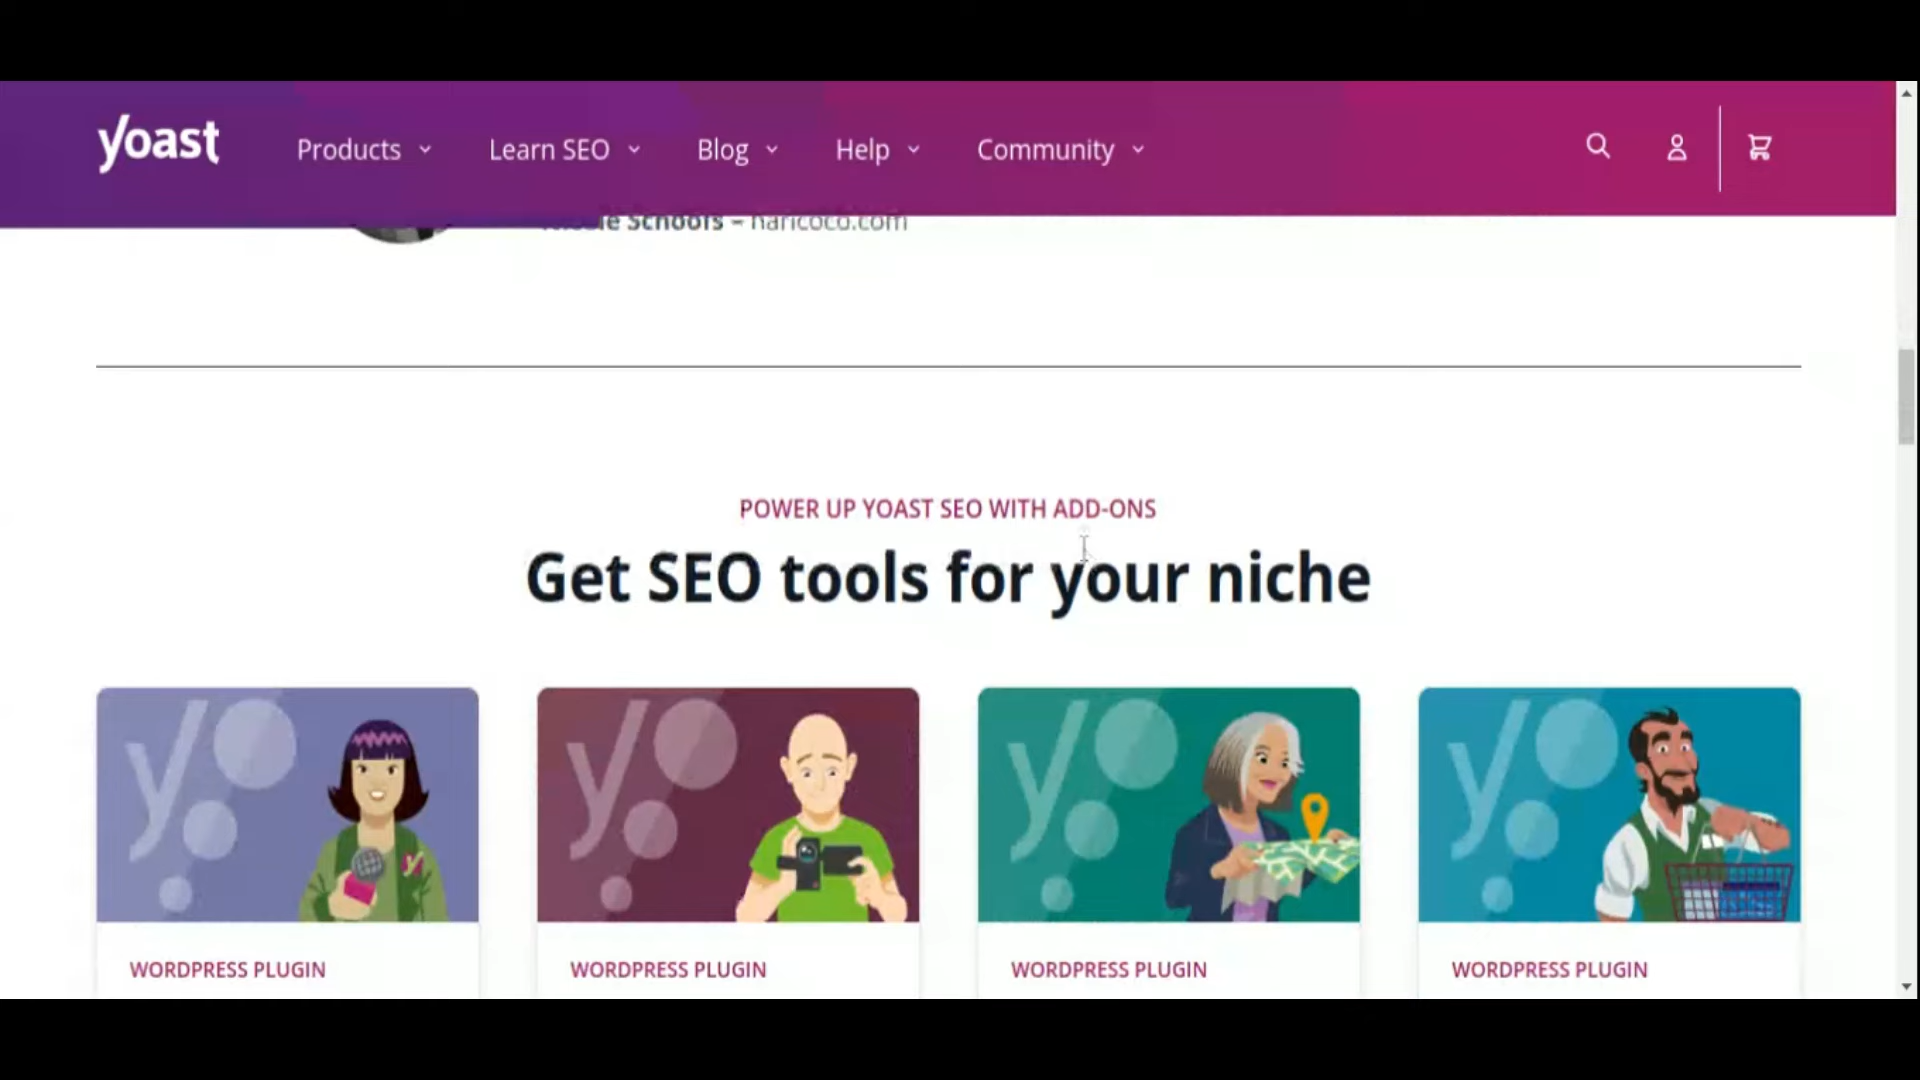 yoast
Products
Learn SEO
Blog
Help
Community
Schoofs – haricoco.com
POWER UP YOAST SEO WITH ADD-ONS
Get SEO tools for your niche
WORDPRESS PLUGIN
WORDPRESS PLUGIN
WORDPRESS PLUGIN
WORDPRESS PLUGIN